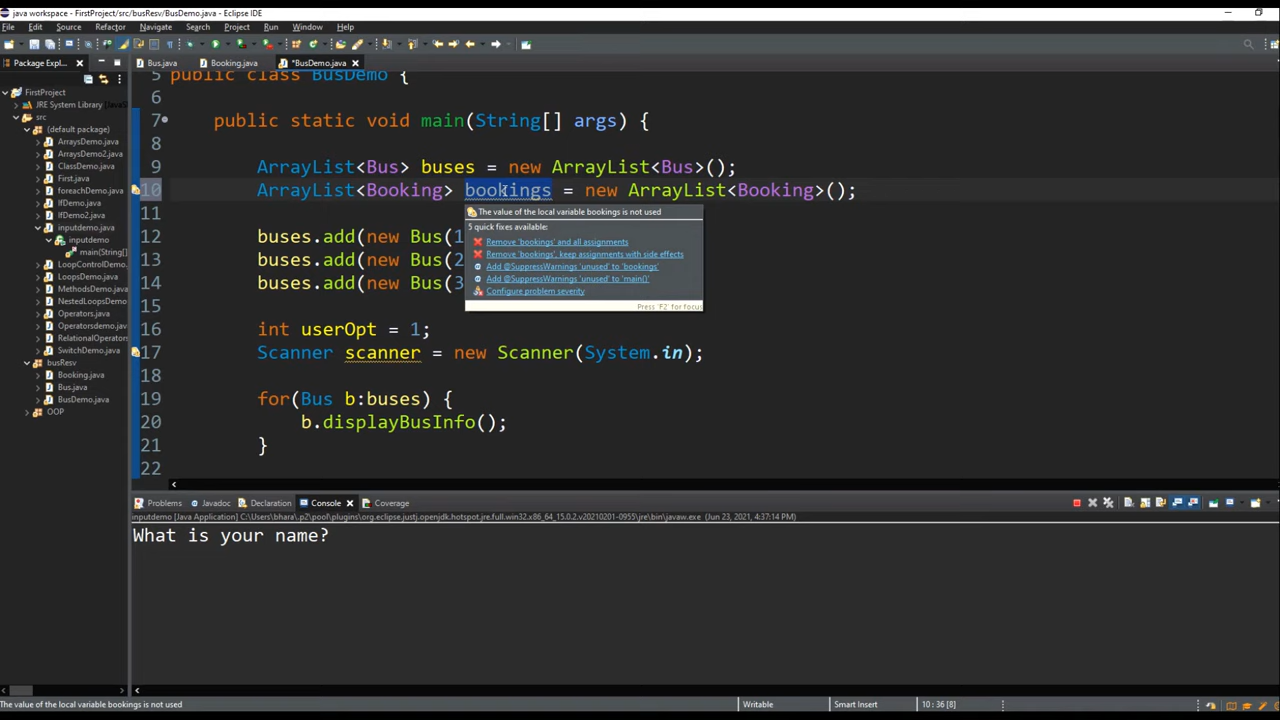 java workspace - FirstProject/src/busResv/BusDemo.java - Eclipse IDE
File Edit Source Refactor Navigate Search Project Run Window Help
Package Expl... Bus.java Booking.java *BusDemo.java
FirstProject
JRE System Library
src
(default package)
ArraysDemo.java
ArraysDemo2.java
ClassDemo.java
First.java
foreachDemo.java
IfDemo.java
IfDemo2.java
inputdemo.java
inputdemo
main(String[]
LoopControlDemo.
LoopsDemo.java
MethodsDemo.java
NestedLoopsDemo.
Operators.java
Operatorsdemo.java
RelationalOperators
SwitchDemo.java
busResv
Booking.java
Bus.java
BusDemo.java
OOP
5 public class BusDemo {
6
7 public static void main(String[] args) {
8
9 ArrayList<Bus> buses = new ArrayList<Bus>();
10 ArrayList<Booking> bookings = new ArrayList<Booking>();
11
12 buses.add(new Bus(1
13 buses.add(new Bus(2
14 buses.add(new Bus(3
15
16 int userOpt = 1;
17 Scanner scanner = new Scanner(System.in);
18
19 for(Bus b:buses) {
20 b.displayBusInfo();
21 }
22
The value of the local variable bookings is not used
5 quick fixes available:
Remove 'bookings' and all assignments
Remove 'bookings', keep assignments with side effects
Add @SuppressWarnings 'unused' to 'bookings'
Add @SuppressWarnings 'unused' to 'main()'
Configure problem severity
Press 'F2' for focus
Problems Javadoc Declaration Console Coverage
inputdemo [Java Application] C:\Users\bhara\.p2\pool\plugins\org.eclipse.justj.openjdk.hotspot.jre.full.win32.x86_64_15.0.2.v20210201-0955\jre\bin\javaw.exe (Jun 23, 2021, 4:37:14 PM)
What is your name?
The value of the local variable bookings is not used Writable Smart Insert 10 : 36 [8]